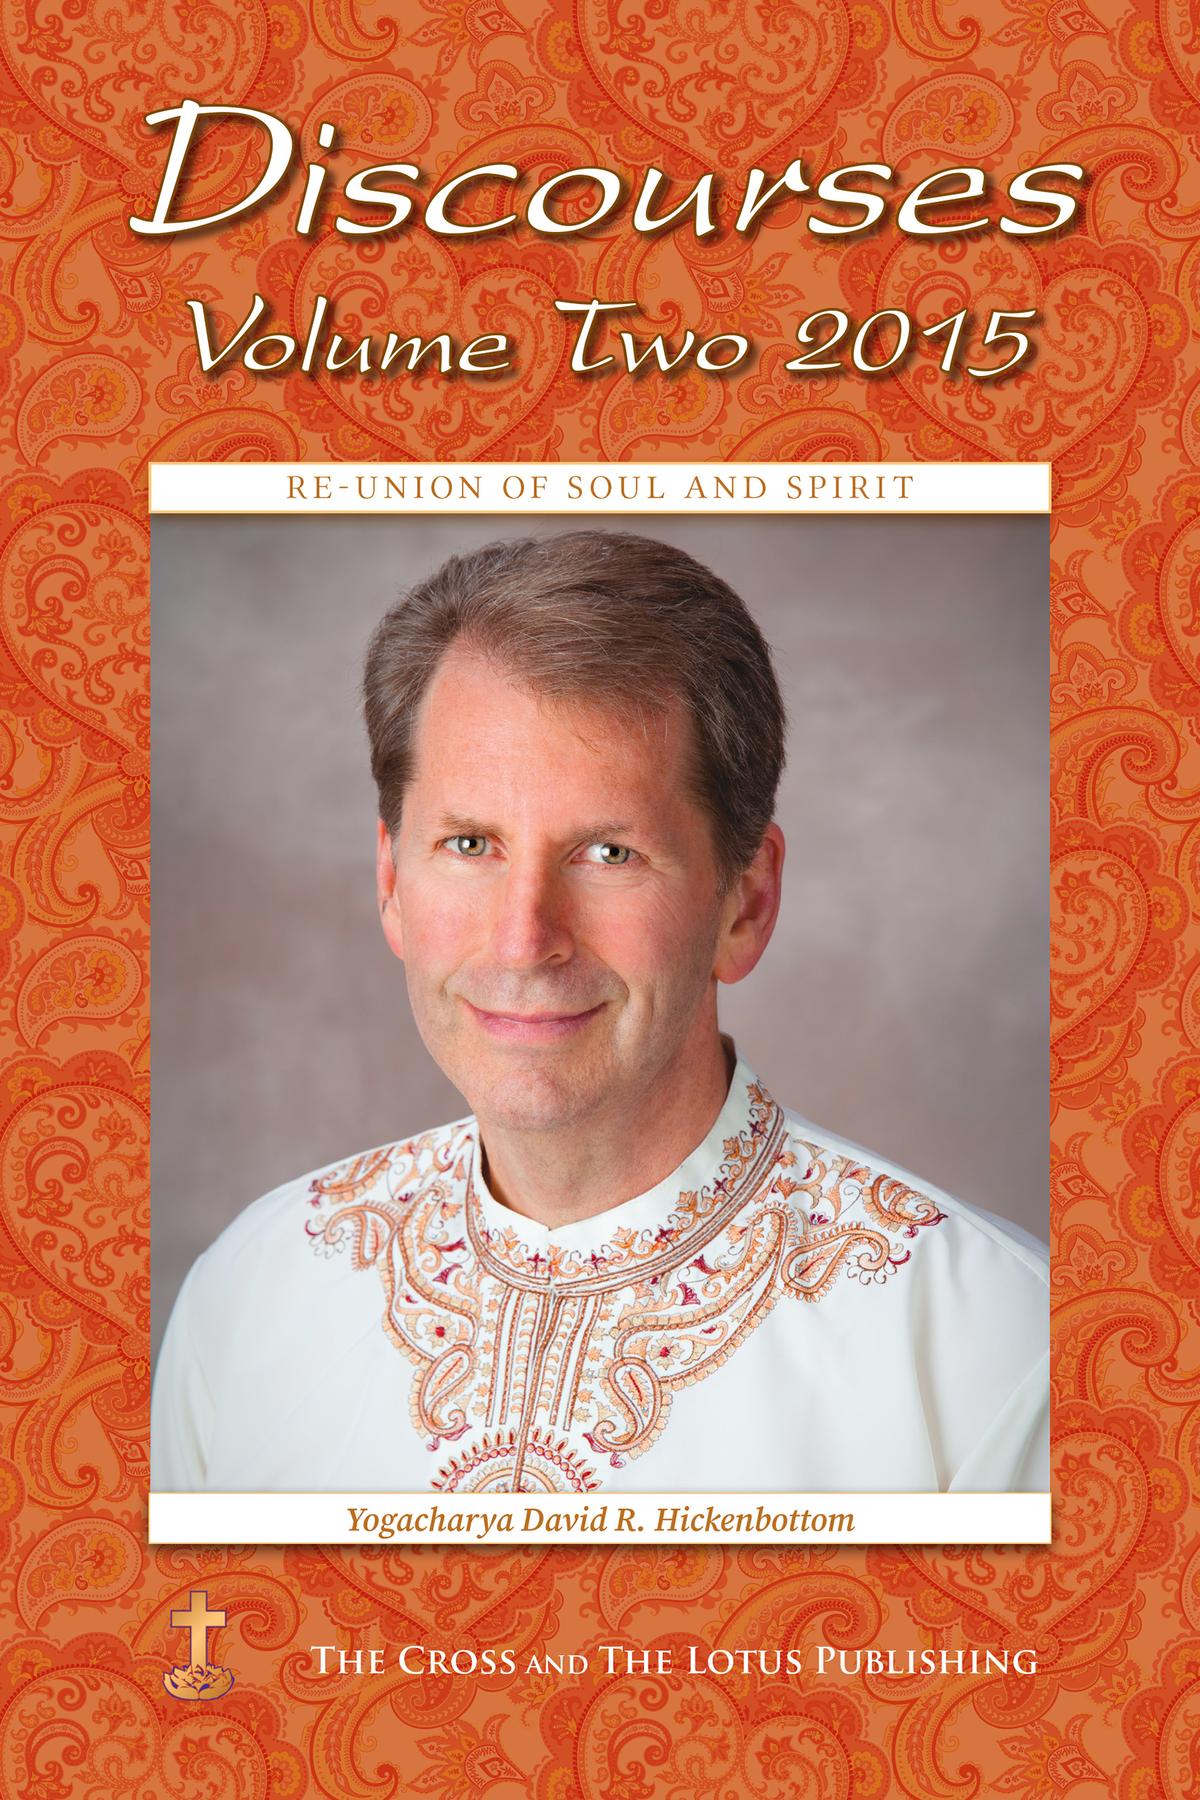 Discourses
Volume Two 2015
RE-UNION OF SOUL AND SPIRIT
Yogacharya David R. Hickenbottom
THE CROSS AND THE LOTUS PUBLISHING